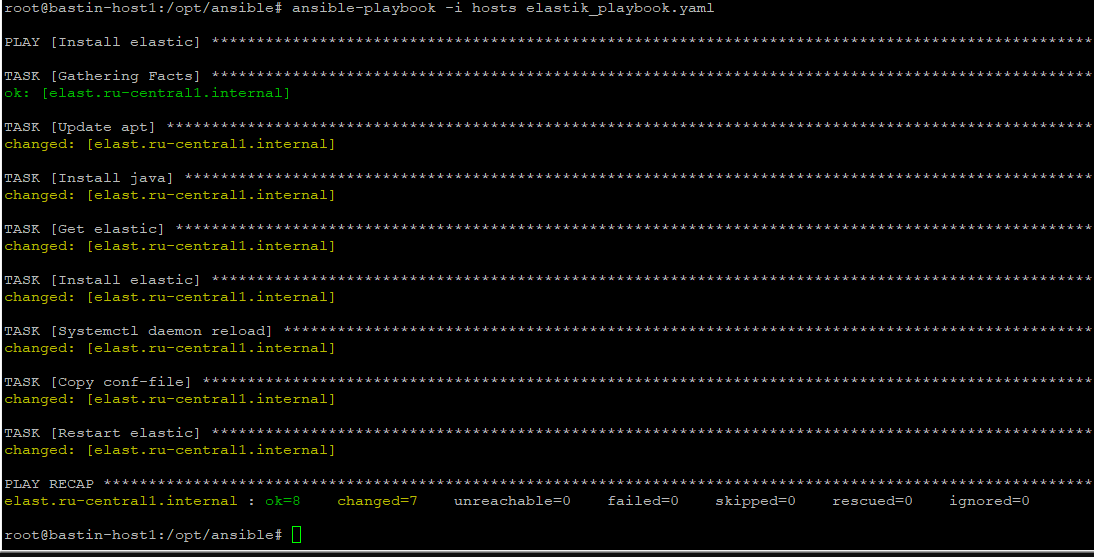 root@bastin-host1:/opt/ansible# ansible-playbook -i hosts elastik_playbook.yaml
PLAY [Install elastic] **************************************************************************************************
TASK [Gathering Facts] **************************************************************************************************
ok: [elast.ru-central1.internal]
TASK [Update apt] *******************************************************************************************************
changed: [elast.ru-central1.internal]
TASK [Install java] *****************************************************************************************************
changed: [elast.ru-central1.internal]
TASK [Get elastic] ******************************************************************************************************
changed: [elast.ru-central1.internal]
TASK [Install elastic] **************************************************************************************************
changed: [elast.ru-central1.internal]
TASK [Systemctl daemon reload] ******************************************************************************************
changed: [elast.ru-central1.internal]
TASK [Copy conf-file] ***************************************************************************************************
changed: [elast.ru-central1.internal]
TASK [Restart elastic] **************************************************************************************************
changed: [elast.ru-central1.internal]
PLAY RECAP **************************************************************************************************************
elast.ru-central1.internal : ok=8    changed=7    unreachable=0    failed=0    skipped=0    rescued=0    ignored=0
root@bastin-host1:/opt/ansible#